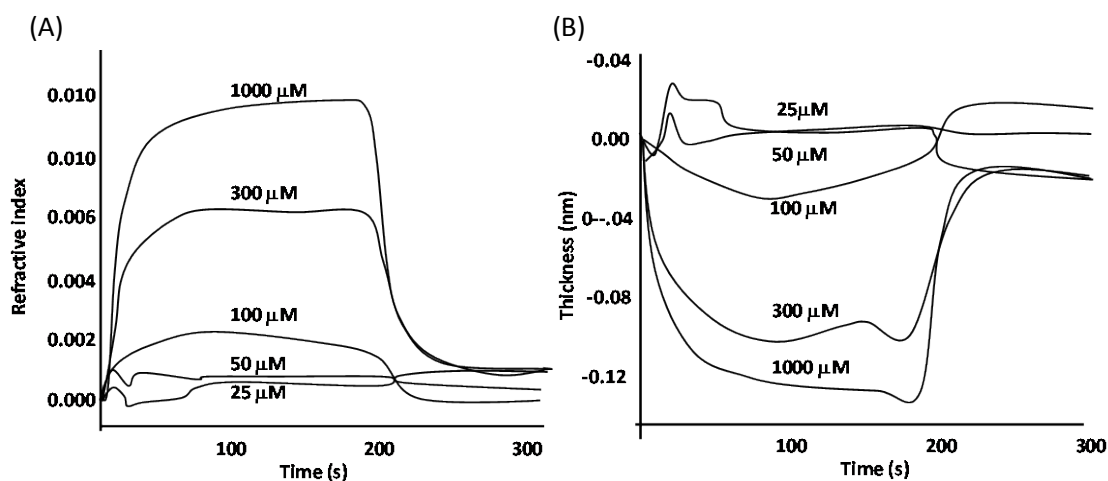 (A)
Refractive index
0.010
0.010
0.006
0.004
0.002
0.000
1000 µM
300 µM
100 µM
50 µM
25 µM
100
200
300
Time (s)
(B)
Thickness (nm)
-0.04
0.00
0--.04
-0.08
-0.12
25µM
50 µM
100 µM
300 µM
1000 µM
100
200
300
Time (s)